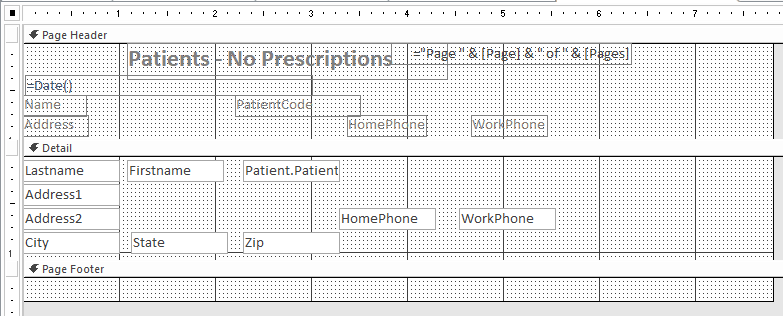 1 2 3 4 5 6 7
Page Header
Patients - No Prescriptions ="Page " & [Page] & " of " & [Pages]
=Date()
Name PatientCode
Address HomePhone WorkPhone
Detail
Lastname Firstname Patient.Patient
Address1
Address2 HomePhone WorkPhone
City State Zip
1
Page Footer